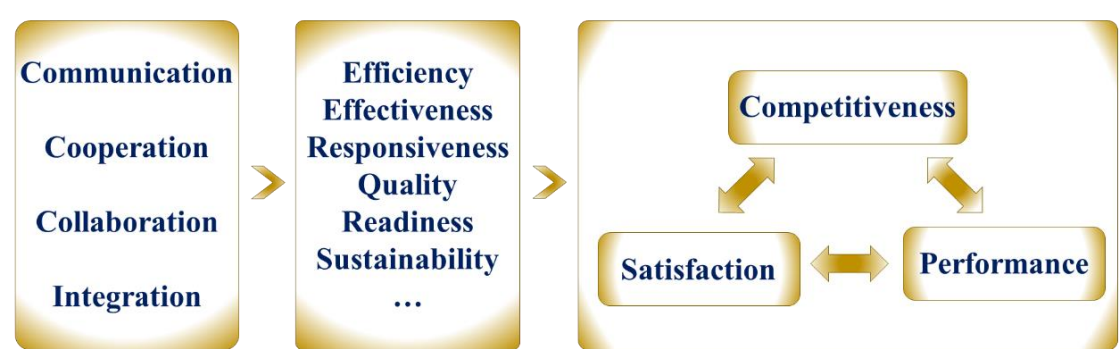 Communication
Cooperation
Collaboration
Integration
Efficiency
Effectiveness
Responsiveness
Quality
Readiness
Sustainability
…
Competitiveness
Satisfaction
Performance